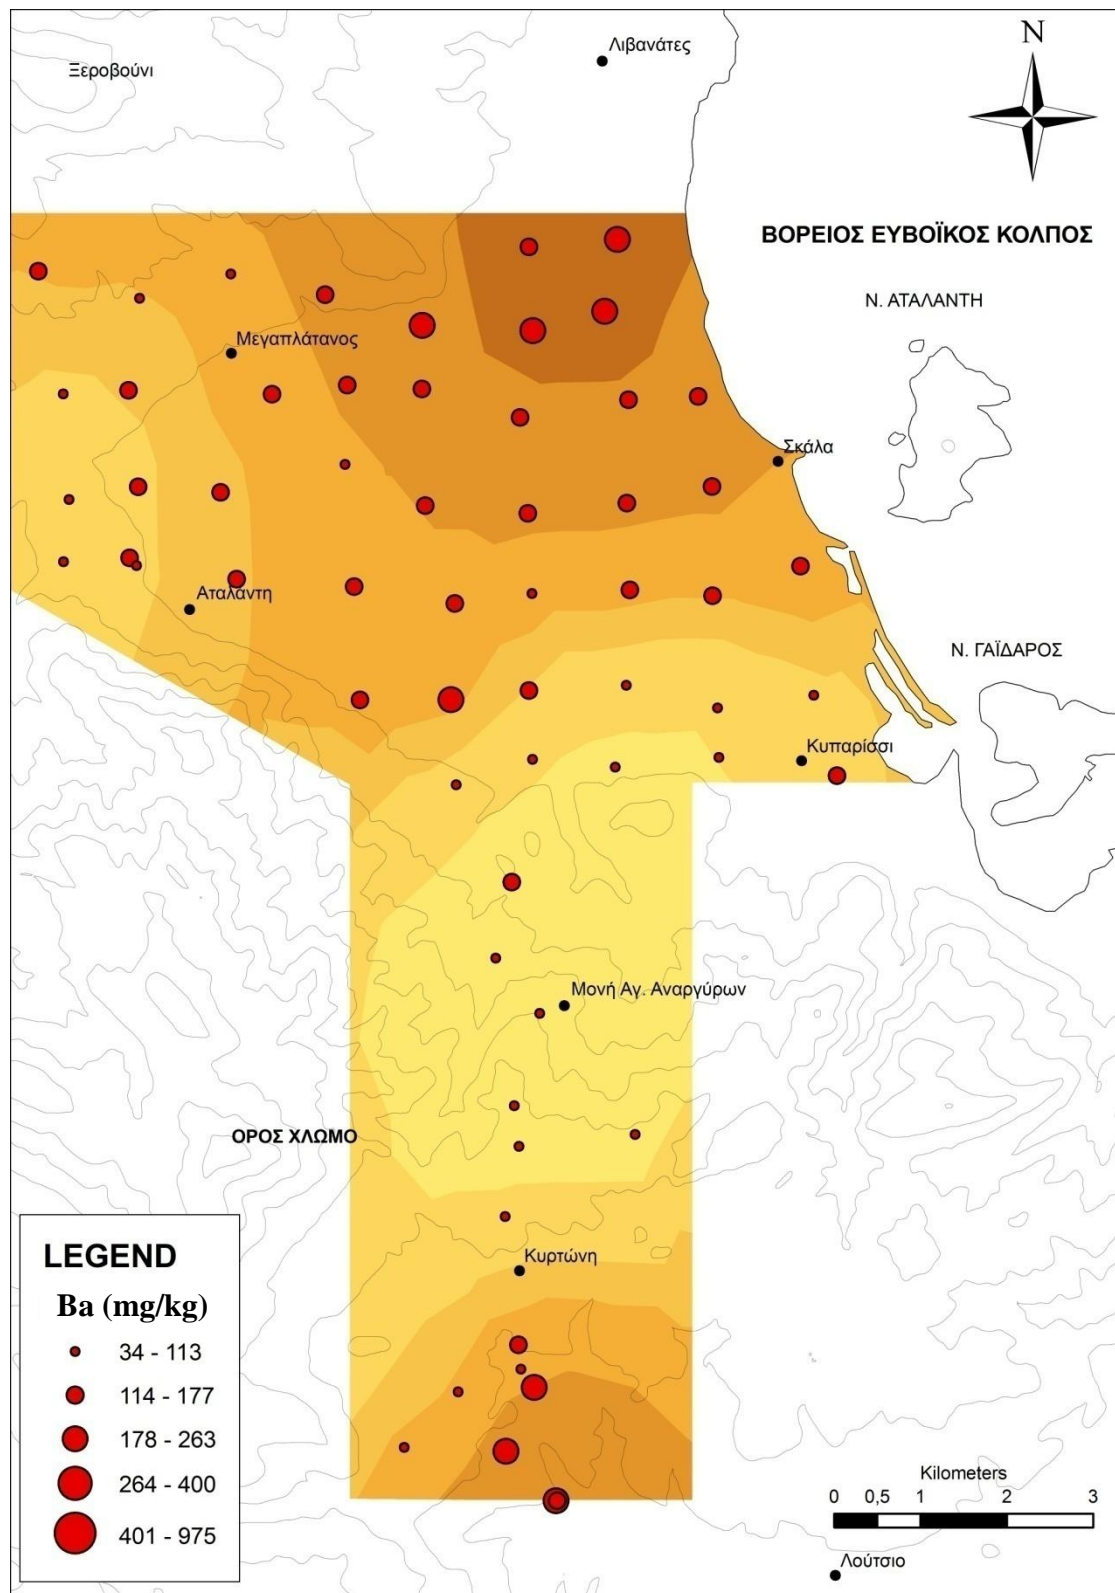 Λιβανάτες
Ξεροβούνι
N
ΒΟΡΕΙΟΣ ΕΥΒΟΪΚΟΣ ΚΟΛΠΟΣ
Ν. ΑΤΑΛΑΝΤΗ
Μεγαπλάτανος
Σκάλα
Αταλάντη
Ν. ΓΑΪΔΑΡΟΣ
Κυπαρίσσι
Μονή Αγ. Αναργύρων
ΟΡΟΣ ΧΛΩΜΟ
Κυρτώνη
LEGEND
Ba (mg/kg)
34 - 113
114 - 177
178 - 263
264 - 400
401 - 975
Kilometers
0 0,5 1 2 3
Λούτσιο